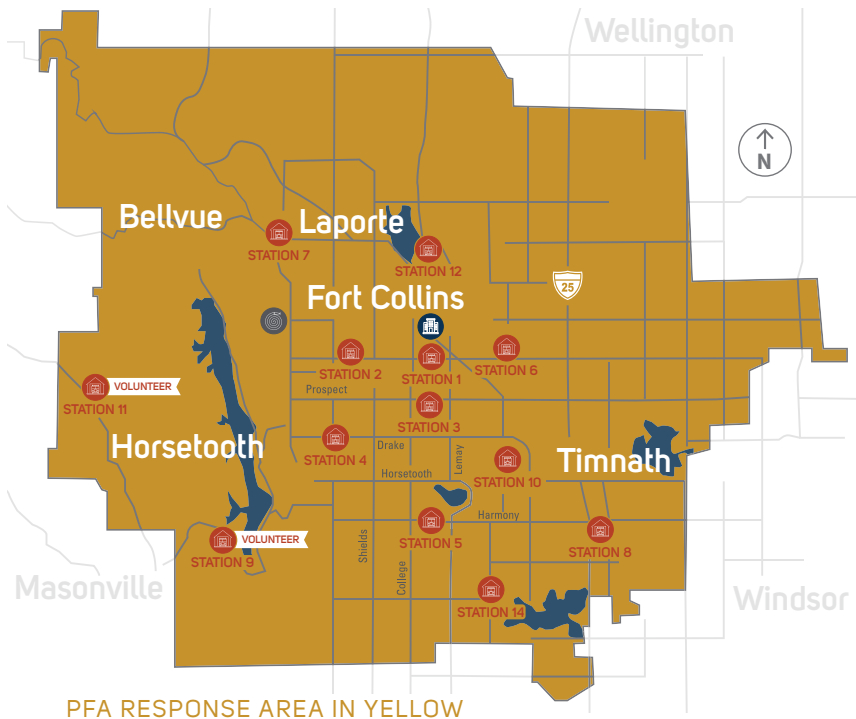 Wellington
N
Bellvue
Laporte
STATION 7
STATION 12
25
Fort Collins
STATION 2
STATION 1
STATION 6
Prospect
VOLUNTEER
STATION 11
STATION 3
Horsetooth
STATION 4
Drake
Lemay
Timnath
Horsetooth
STATION 10
Harmony
STATION 5
STATION 8
VOLUNTEER
STATION 9
Shields
College
Masonville
STATION 14
Windsor
PFA RESPONSE AREA IN YELLOW